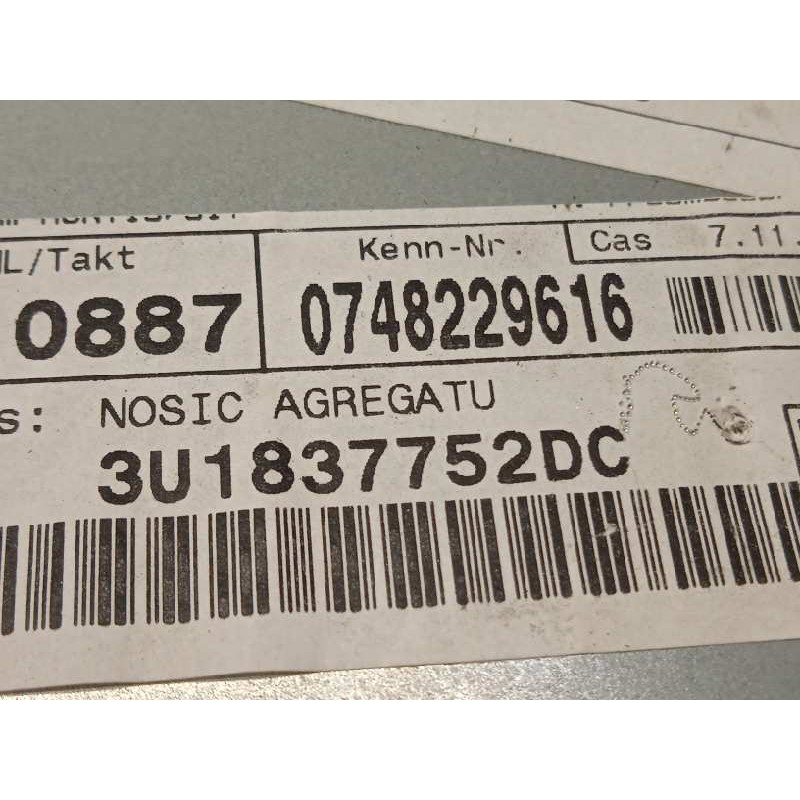 Kenn-Nr.
Cas 7.11.
/Takt
0887 0748229616
s: NOSIC AGREGATU
3U1837752DC